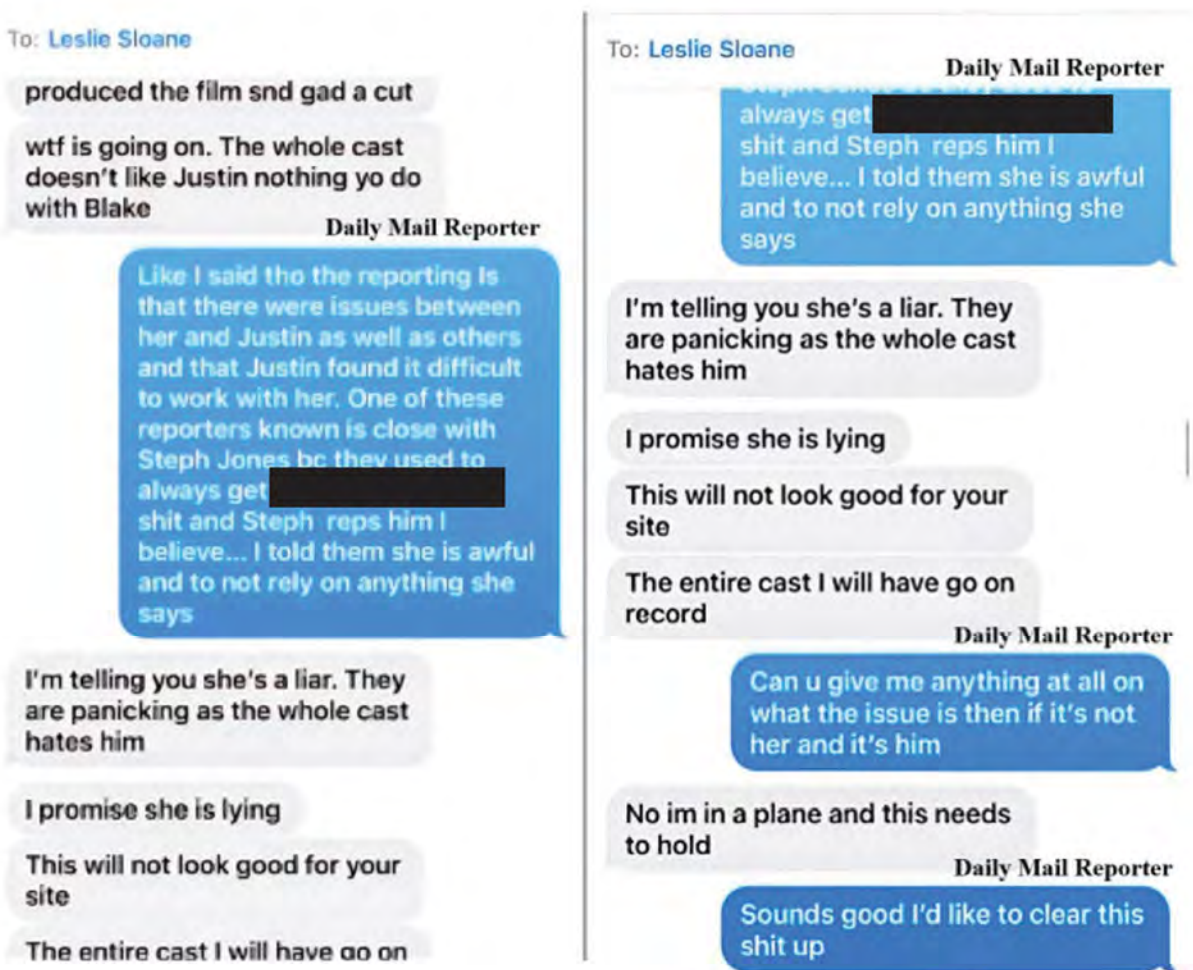 To: Leslie Sloane
produced the film snd gad a cut
wtf is going on. The whole cast
doesn't like Justin nothing yo do
with Blake
Daily Mail Reporter
Like I said tho the reporting Is
that there were issues between
her and Justin as well as others
and that Justin found it difficult
to work with her. One of these
reporters known is close with
Steph Jones bc they used to
always get
shit and Steph reps him I
believe... I told them she is awful
and to not rely on anything she
says
I'm telling you she's a liar. They
are panicking as the whole cast
hates him
I promise she is lying
This will not look good for your
site
The entire cast I will have go on
To: Leslie Sloane
Daily Mail Reporter
always get
shit and Steph reps him I
believe... I told them she is awful
and to not rely on anything she
says
I'm telling you she's a liar. They
are panicking as the whole cast
hates him
I promise she is lying
This will not look good for your
site
The entire cast I will have go on
record
Daily Mail Reporter
Can u give me anything at all on
what the issue is then if it's not
her and it's him
No im in a plane and this needs
to hold
Daily Mail Reporter
Sounds good I'd like to clear this
shit up